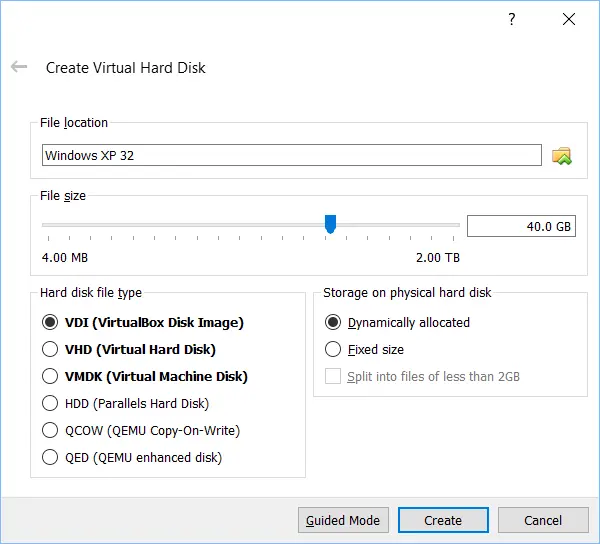 ?
Create Virtual Hard Disk
File location
Windows XP 32
File size
40.0 GB
4.00 MB 2.00 TB
Hard disk file type
VDI (VirtualBox Disk Image)
VHD (Virtual Hard Disk)
VMDK (Virtual Machine Disk)
HDD (Parallels Hard Disk)
QCOW (QEMU Copy-On-Write)
QED (QEMU enhanced disk)
Storage on physical hard disk
Dynamically allocated
Fixed size
Split into files of less than 2GB
Guided Mode Create Cancel